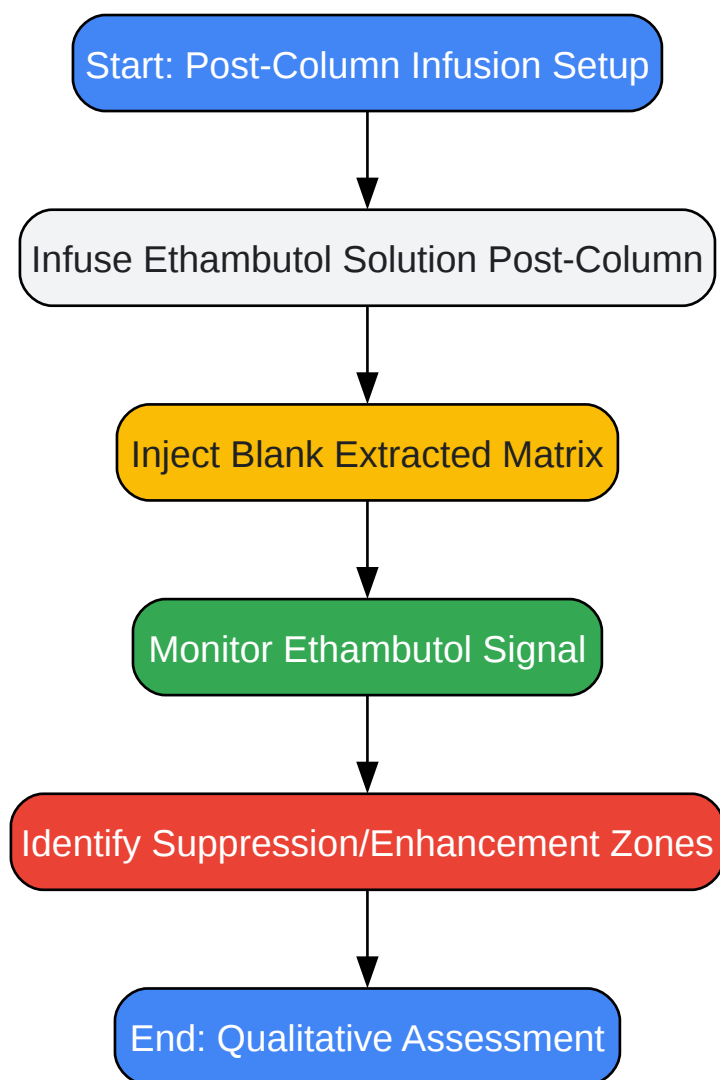 Start: Post-Column Infusion Setup
Infuse Ethambutol Solution Post-Column
Inject Blank Extracted Matrix
Monitor Ethambutol Signal
Identify Suppression/Enhancement Zones
End: Qualitative Assessment